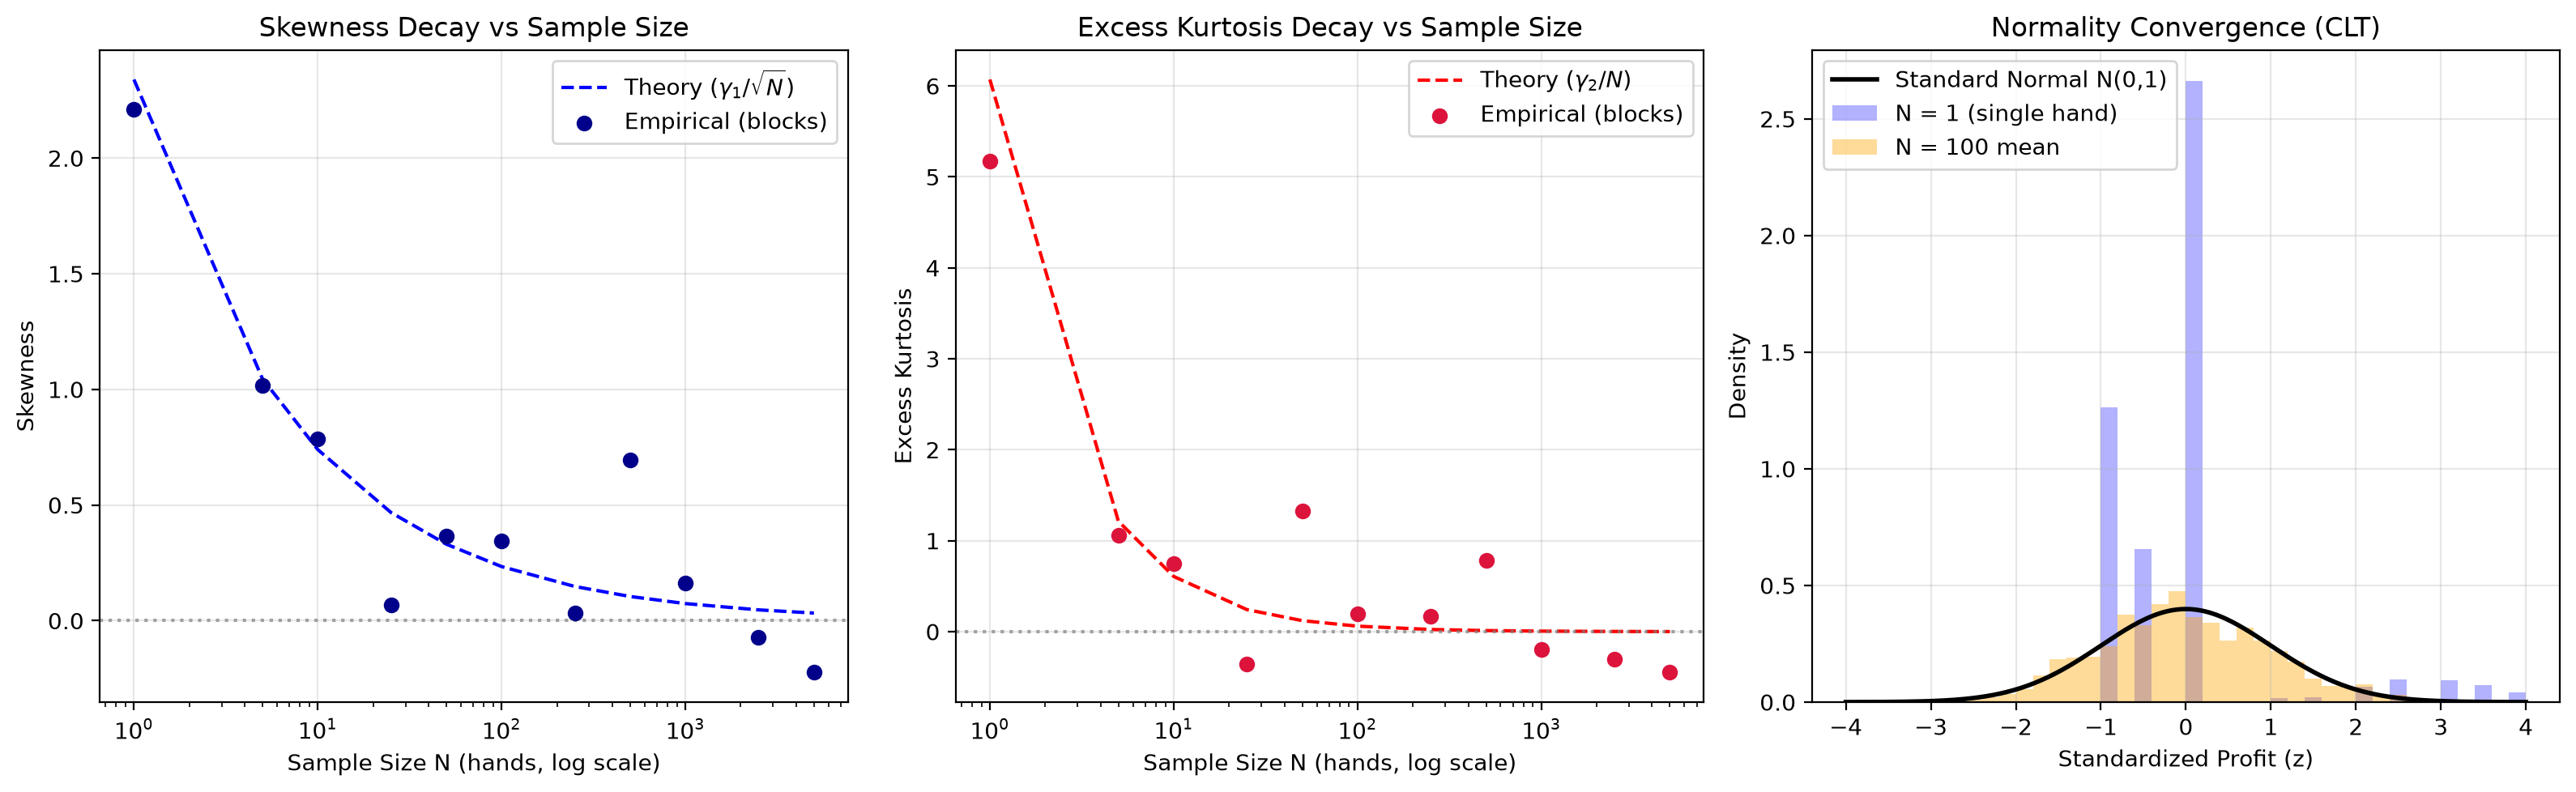 Skewness Decay vs Sample Size
Theory (γ₁/√N)
Empirical (blocks)
Skewness
2.0
1.5
1.0
0.5
0.0
10⁰
10¹
10²
10³
Sample Size N (hands, log scale)
Excess Kurtosis Decay vs Sample Size
Theory (γ₂/N)
Empirical (blocks)
Excess Kurtosis
6
5
4
3
2
1
0
10⁰
10¹
10²
10³
Sample Size N (hands, log scale)
Normality Convergence (CLT)
Standard Normal N(0,1)
N = 1 (single hand)
N = 100 mean
Density
2.5
2.0
1.5
1.0
0.5
0.0
−4
−3
−2
−1
0
1
2
3
4
Standardized Profit (z)